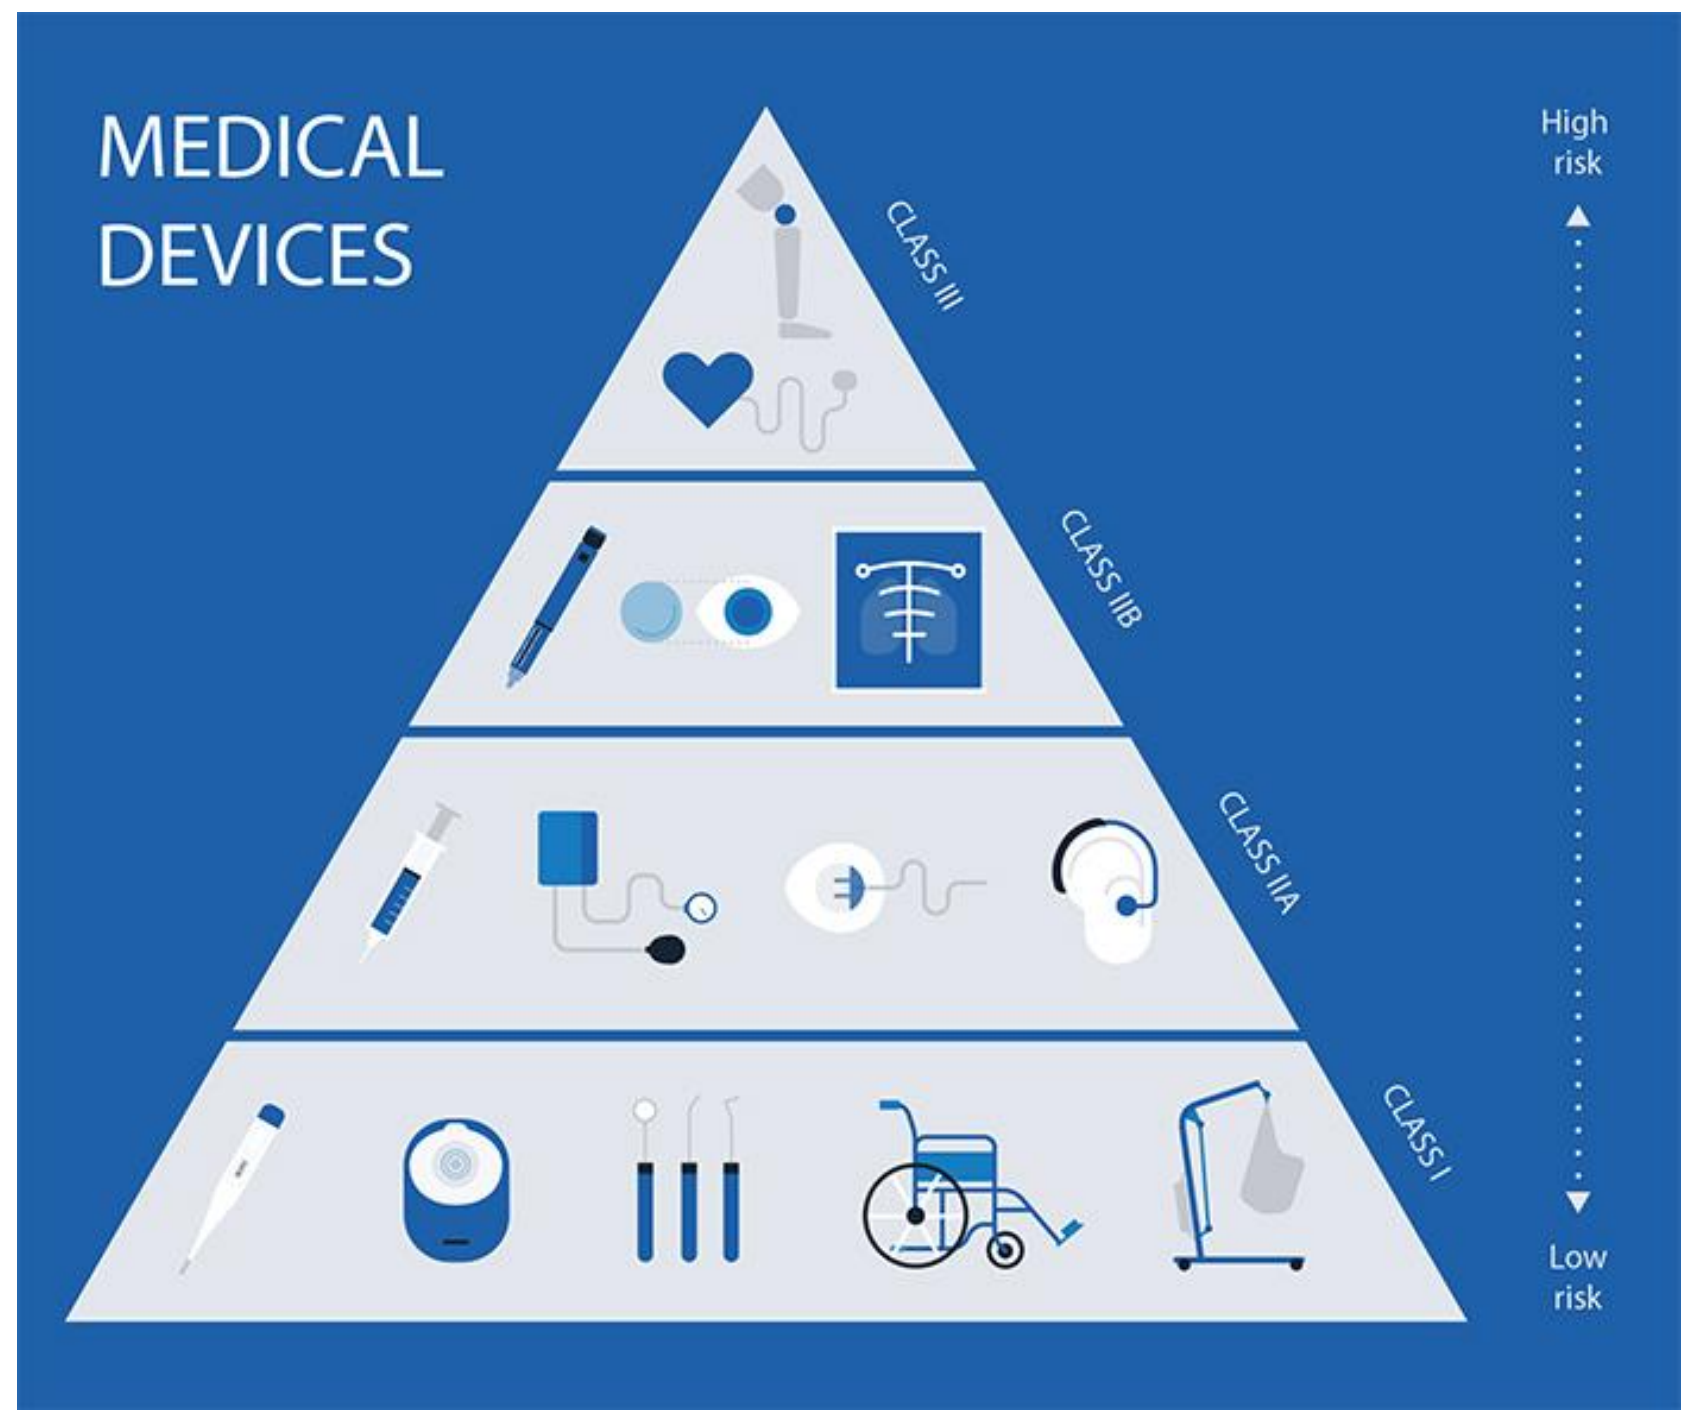 MEDICAL
DEVICES
High
risk
CLASS III
CLASS IIB
CLASS IIA
CLASS I
Low
risk